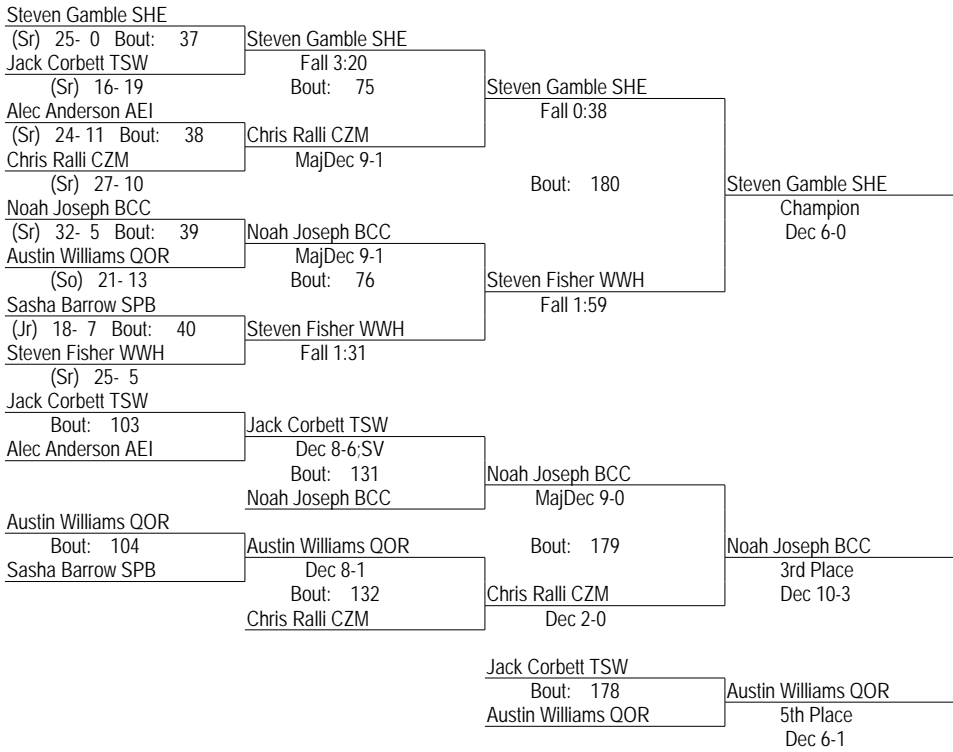 Steven Gamble SHE
(Sr) 25- 0 Bout: 37 Steven Gamble SHE
Jack Corbett TSW Fall 3:20
(Sr) 16- 19 Bout: 75 Steven Gamble SHE
Alec Anderson AEI Fall 0:38
(Sr) 24- 11 Bout: 38 Chris Ralli CZM
Chris Ralli CZM MajDec 9-1
(Sr) 27- 10 Bout: 180 Steven Gamble SHE
Noah Joseph BCC Champion
(Sr) 32- 5 Bout: 39 Noah Joseph BCC Dec 6-0
Austin Williams QOR MajDec 9-1
(So) 21- 13 Bout: 76 Steven Fisher WWH
Sasha Barrow SPB Fall 1:59
(Jr) 18- 7 Bout: 40 Steven Fisher WWH
Steven Fisher WWH Fall 1:31
(Sr) 25- 5
Jack Corbett TSW
Bout: 103 Jack Corbett TSW
Alec Anderson AEI Dec 8-6;SV
Bout: 131 Noah Joseph BCC
Noah Joseph BCC MajDec 9-0
Austin Williams QOR
Bout: 104 Austin Williams QOR Bout: 179 Noah Joseph BCC
Sasha Barrow SPB Dec 8-1 3rd Place
Bout: 132 Chris Ralli CZM Dec 10-3
Chris Ralli CZM Dec 2-0
Jack Corbett TSW
Bout: 178 Austin Williams QOR
Austin Williams QOR 5th Place
Dec 6-1